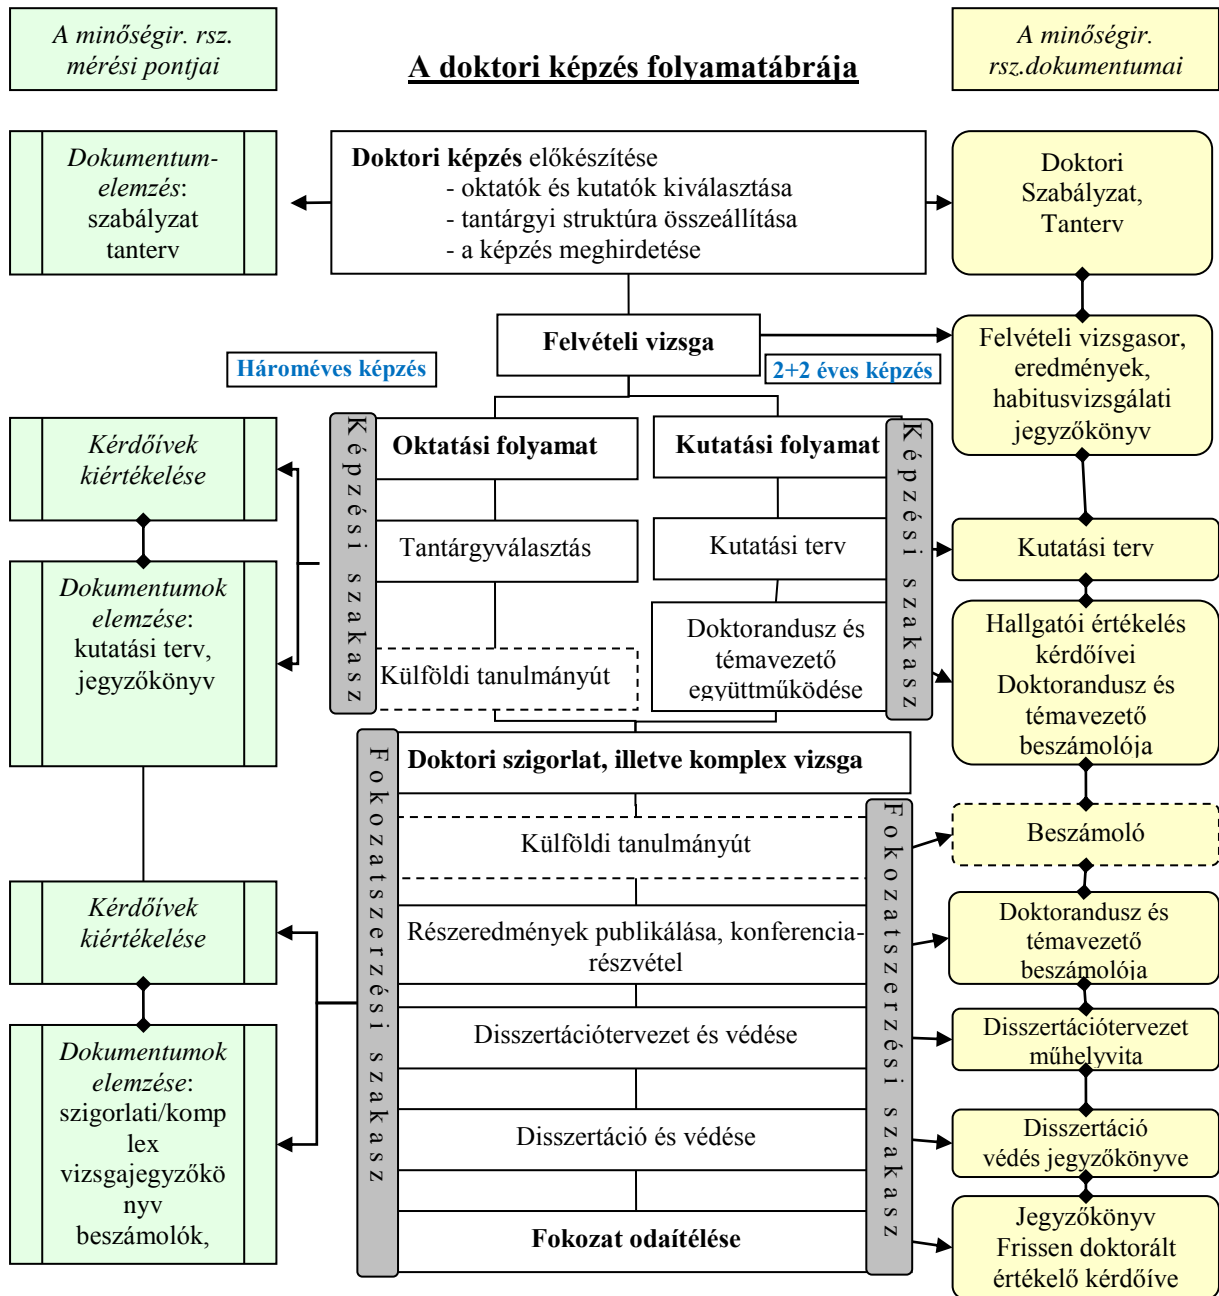 A minőségir. rsz.
mérési pontjai
A doktori képzés folyamatábrája
A minőségir.
rsz.dokumentumai
Dokumentum-
elemzés:
szabályzat
tanterv
Doktori képzés előkészítése
- oktatók és kutatók kiválasztása
- tantárgyi struktúra összeállítása
- a képzés meghirdetése
Doktori
Szabályzat,
Tanterv
Felvételi vizsga
Hároméves képzés
2+2 éves képzés
Felvételi vizsgasor,
eredmények,
habitusvizsgálati
jegyzőkönyv
Kérdőívek
kiértékelése
Képzési szakasz
Oktatási folyamat
Kutatási folyamat
Képzési szakasz
Tantárgyválasztás
Kutatási terv
Kutatási terv
Dokumentumok
elemzése:
kutatási terv,
jegyzőkönyv
Külföldi tanulmányút
Doktorandusz és
témavezető
együttműködése
Hallgatói értékelés
kérdőívei
Doktorandusz és
témavezető
beszámolója
Fokozatszerzési szakasz
Doktori szigorlat, illetve komplex vizsga
Fokozatszerzési szakasz
Külföldi tanulmányút
Beszámoló
Kérdőívek
kiértékelése
Részeredmények publikálása, konferencia-
részvétel
Doktorandusz és
témavezető
beszámolója
Disszertációtervezet és védése
Disszertációtervezet
műhelyvita
Dokumentumok
elemzése:
szigorlati/komp
lex
vizsgajegyzőkö
nyv
beszámolók,
Disszertáció és védése
Disszertáció
védés jegyzőkönyve
Fokozat odaítélése
Jegyzőkönyv
Frissen doktorált
értékelő kérdőíve